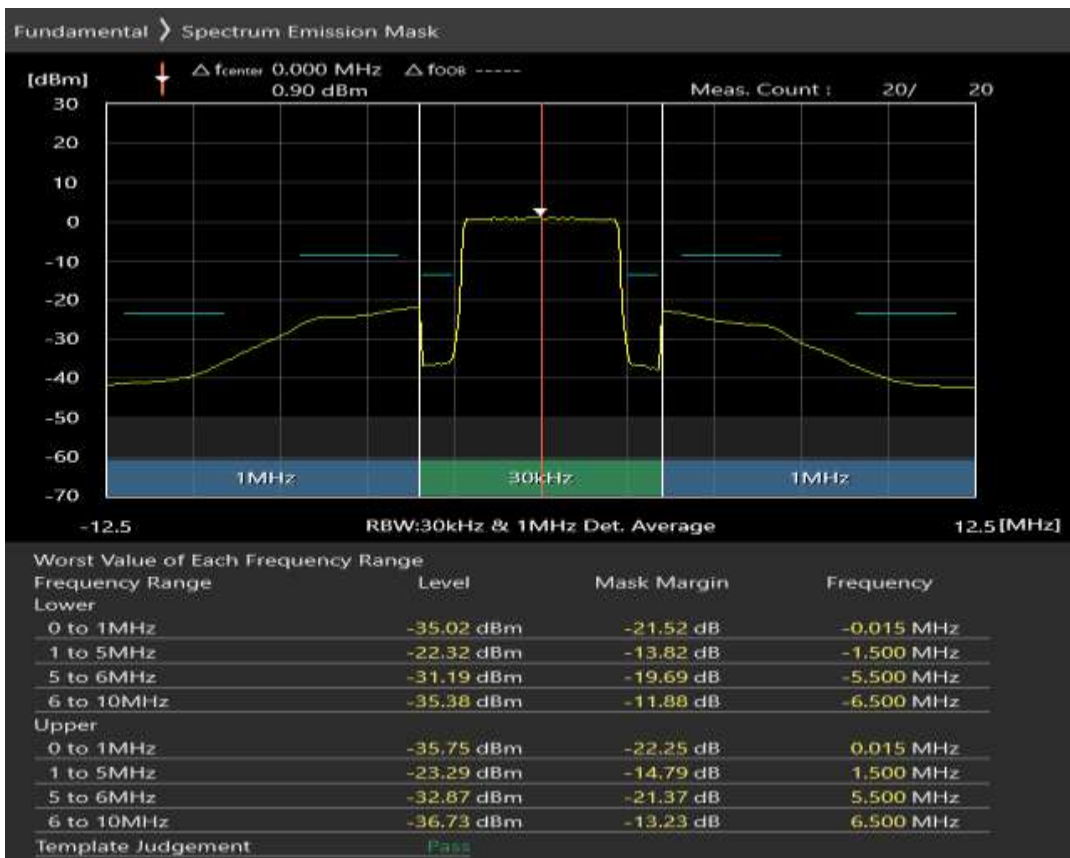 Fundamental 》 Spectrum Emission Mask
[dBm] △ fcenter 0.000 MHz △ fOOB -----
0.90 dBm Meas. Count : 20/ 20
30
20
10
0
-10
-20
-30
-40
-50
-60
1MHz 30kHz 1MHz
-70
-12.5 RBW:30kHz & 1MHz Det. Average 12.5 [MHz]
Worst Value of Each Frequency Range
Frequency Range Level Mask Margin Frequency
Lower
0 to 1MHz -35.02 dBm -21.52 dB -0.015 MHz
1 to 5MHz -22.32 dBm -13.82 dB -1.500 MHz
5 to 6MHz -31.19 dBm -19.69 dB -5.500 MHz
6 to 10MHz -35.38 dBm -11.88 dB -6.500 MHz
Upper
0 to 1MHz -35.75 dBm -22.25 dB 0.015 MHz
1 to 5MHz -23.29 dBm -14.79 dB 1.500 MHz
5 to 6MHz -32.87 dBm -21.37 dB 5.500 MHz
6 to 10MHz -36.73 dBm -13.23 dB 6.500 MHz
Template Judgement Pass